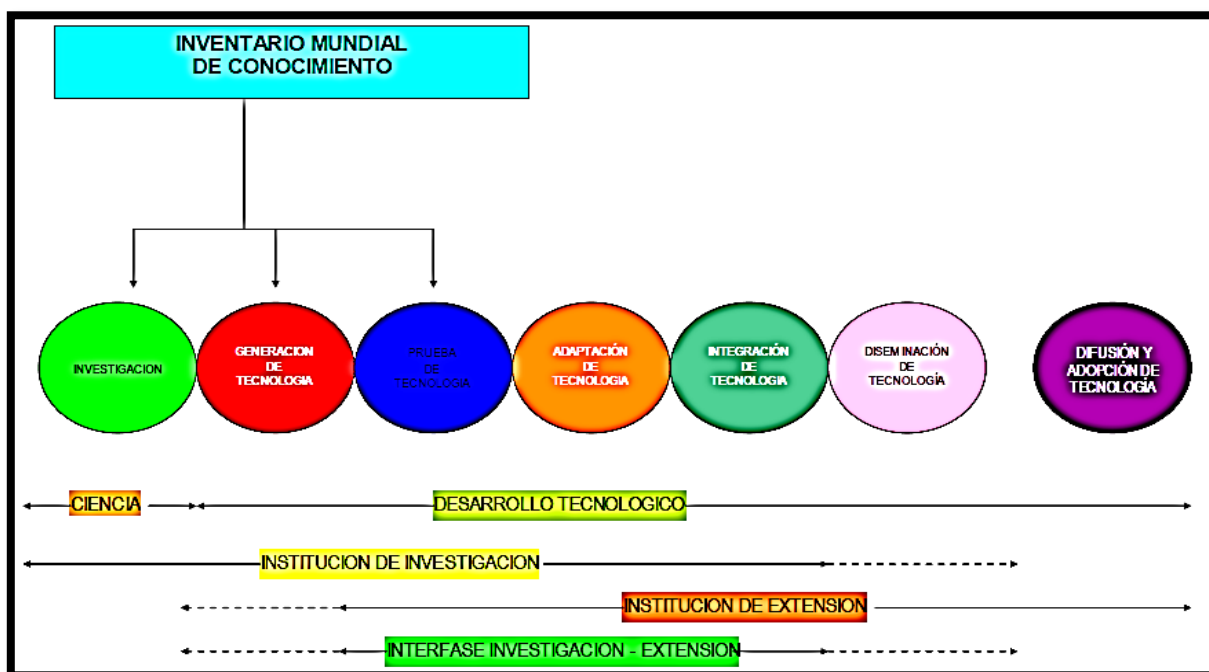 INVENTARIO MUNDIAL
DE CONOCIMIENTO
INVESTIGACION
GENERACION
DE
TECNOLOGIA
PRUEBA
DE
TECNOLOGIA
ADAPTACIÓN
DE
TECNOLOGIA
INTEGRACIÓN
DE
TECNOLOGIA
DISEMINACIÓN
DE
TECNOLOGÍA
DIFUSIÓN Y
ADOPCIÓN DE
TECNOLOGÍA
CIENCIA
DESARROLLO TECNOLOGICO
INSTITUCION DE INVESTIGACION
INSTITUCION DE EXTENSION
INTERFASE INVESTIGACION - EXTENSION